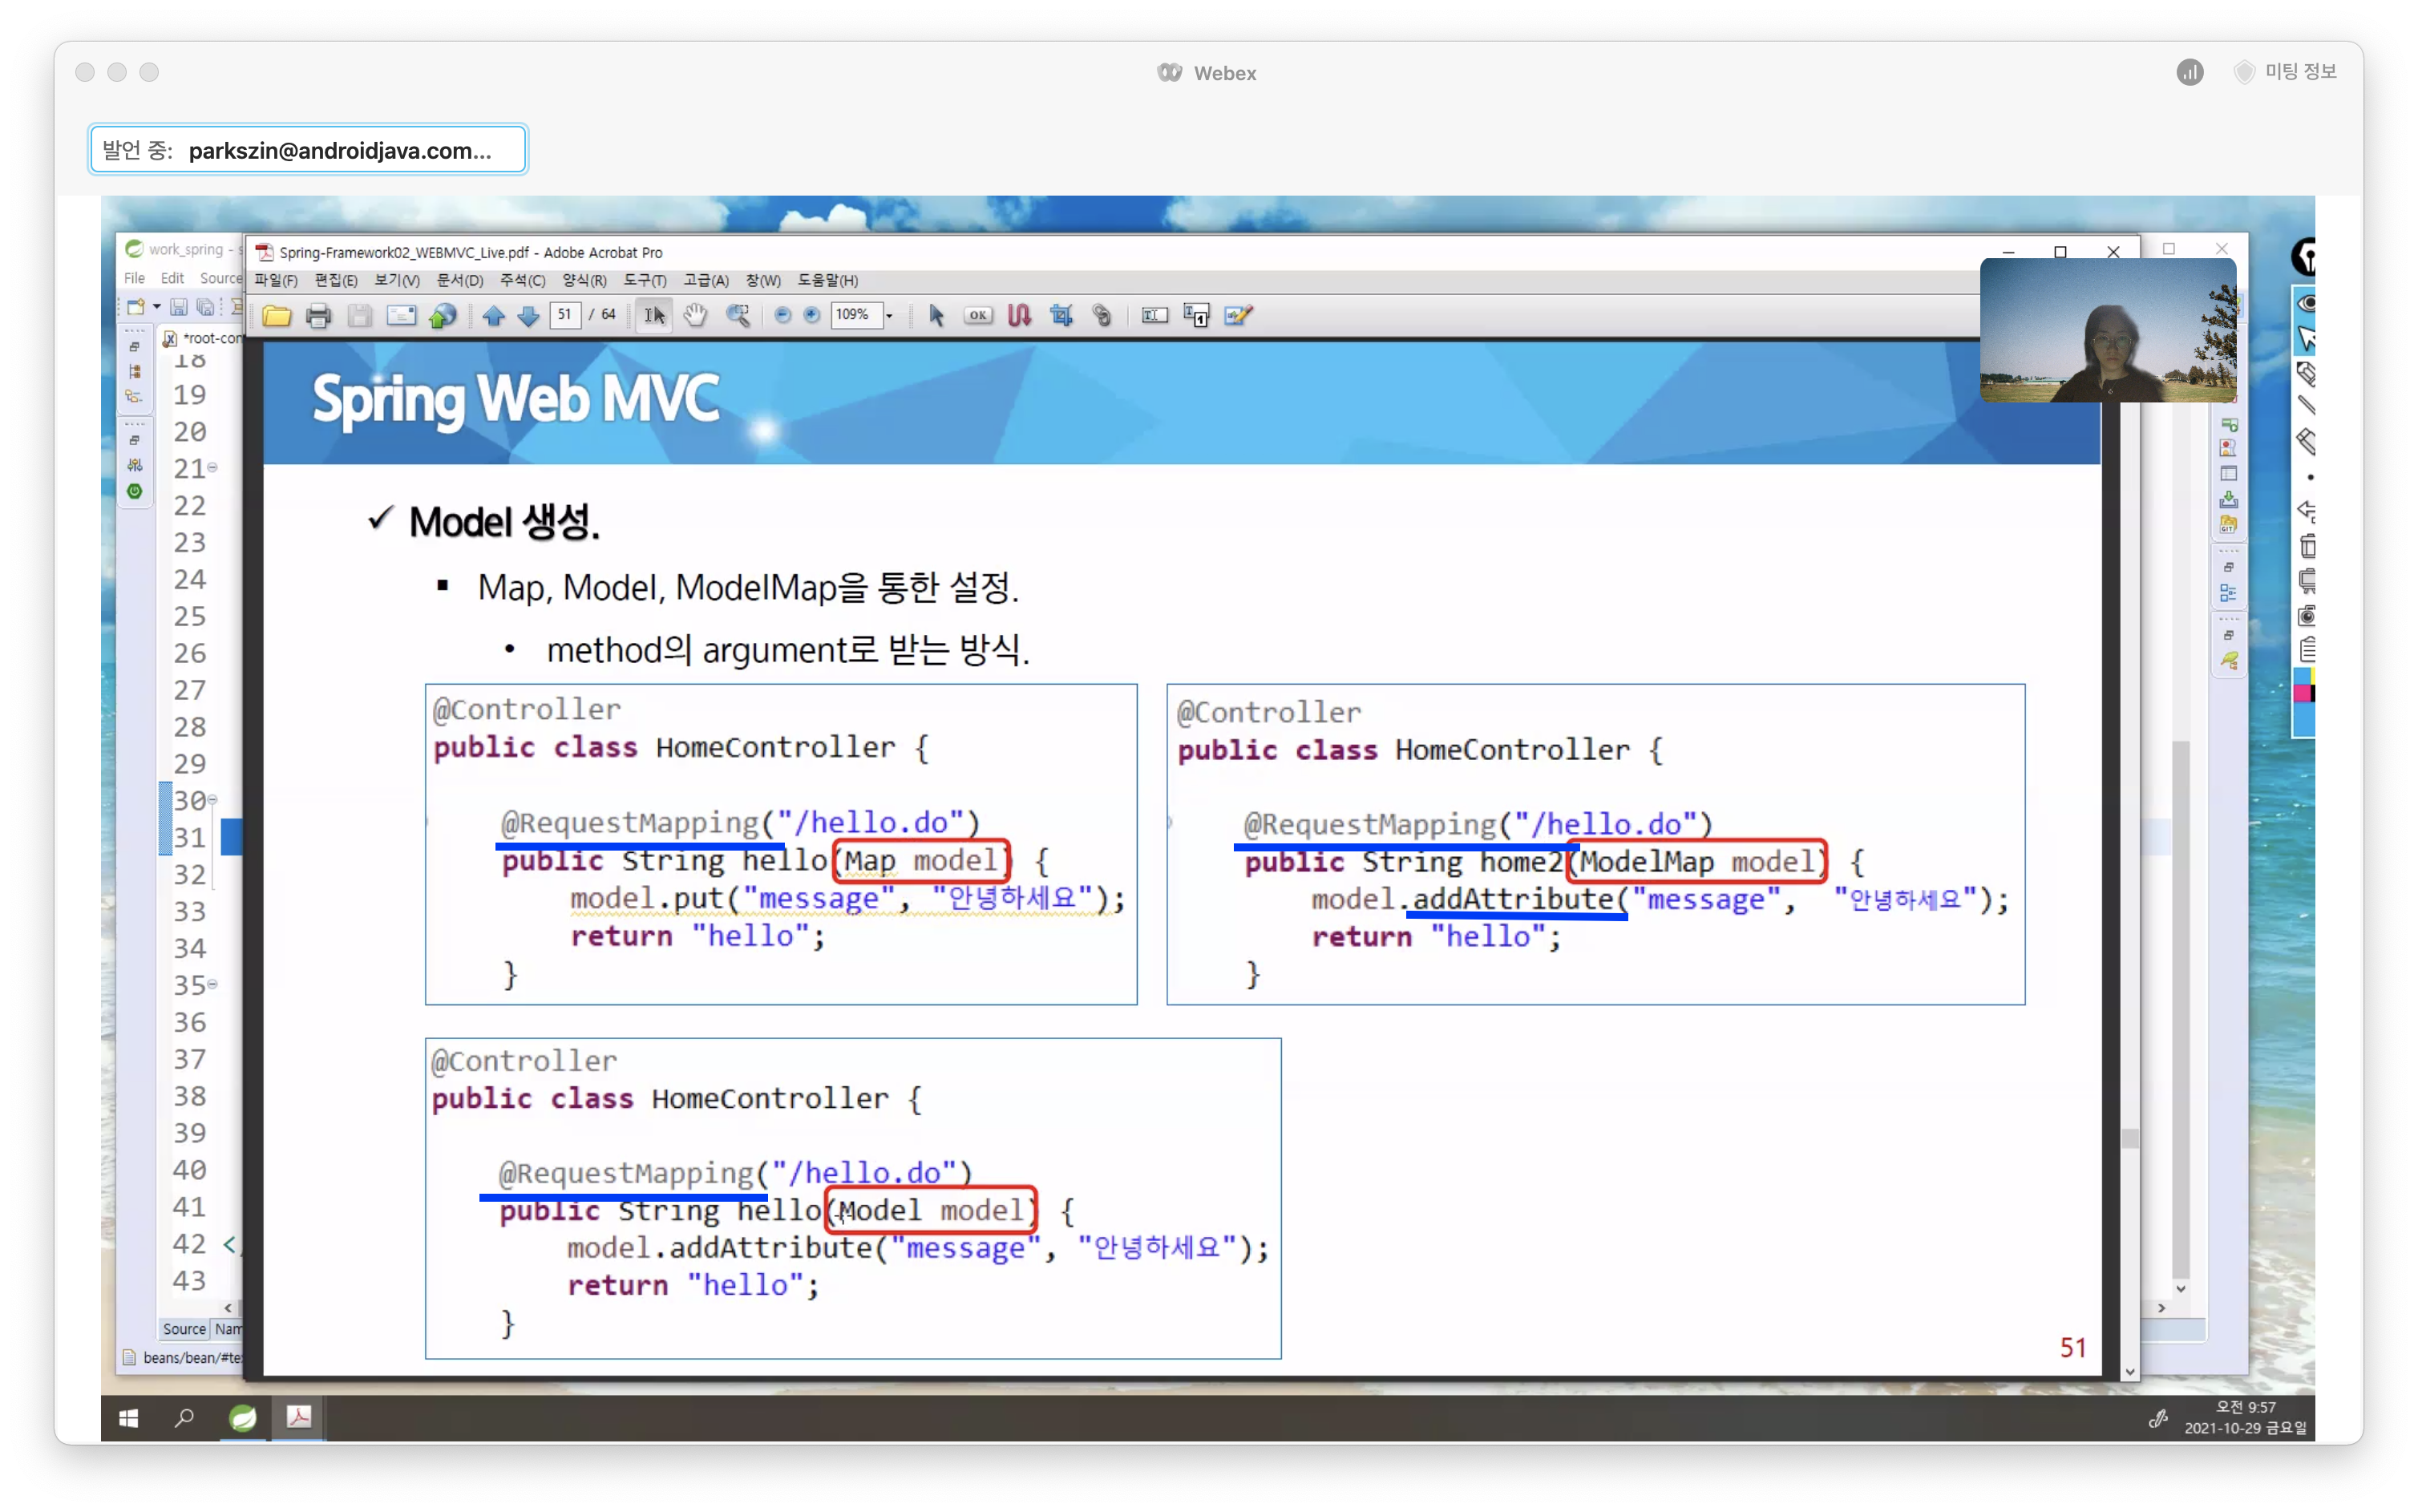 Webex
미팅 정보
발언 중: parkszin@androidjava.com...
work_spring - s
Spring-Framework02_WEBMVC_Live.pdf - Adobe Acrobat Pro
File Edit Source
파일(F) 편집(E) 보기(V) 문서(D) 주석(C) 양식(R) 도구(T) 고급(A) 창(W) 도움말(H)
51 / 64
OK
109%
*root-con
Spring Web MVC
✓ Model 생성.
▪ Map, Model, ModelMap을 통한 설정.
• method의 argument로 받는 방식.
@Controller
public class HomeController {
@RequestMapping("/hello.do")
public String hello(Map model) {
model.put("message", "안녕하세요");
return "hello";
}
@Controller
public class HomeController {
@RequestMapping("/hello.do")
public String home2(ModelMap model) {
model.addAttribute("message", "안녕하세요");
return "hello";
}
@Controller
public class HomeController {
@RequestMapping("/hello.do")
public String hello(Model model) {
model.addAttribute("message", "안녕하세요");
return "hello";
}
51
18
19
20
21
22
23
24
25
26
27
28
29
30
31
32
33
34
35
36
37
38
39
40
41
42 <
43
Source Nam
beans/bean/#te
GIT
오전 9:57
2021-10-29 금요일